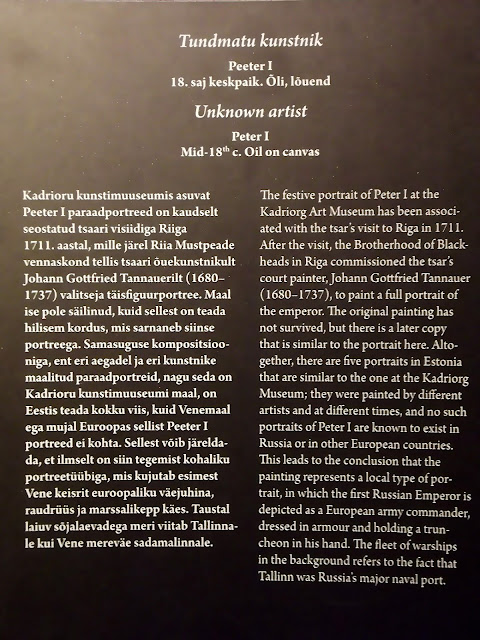 Tundmatu kunstnik
Peeter I
18. saj keskpaik. Õli, lõuend
Unknown artist
Peter I
Mid-18th c. Oil on canvas
Kadrioru kunstimuuseumis asuvat
Peeter I paraadportreed on kaudselt
seostatud tsaari visiidiga Riiga
1711. aastal, mille järel Riia Mustpeade
vennaskond tellis tsaari õuekunstnikult
Johann Gottfried Tannauerilt (1680–
1737) valitseja täisfiguurportree. Maal
ise pole säilinud, kuid sellest on teada
hilisem kordus, mis sarnaneb siinse
portreega. Samasuguse kompositsioo-
niga, ent eri aegadel ja eri kunstnike
maalitud paraadportreid, nagu seda on
Kadrioru kunstimuuseumi maal, on
Eestis teada kokku viis, kuid Venemaal
ega mujal Euroopas sellist Peeter I
portreed ei kohta. Sellest võib järelda-
da, et ilmselt on siin tegemist kohaliku
portreetüübiga, mis kujutab esimest
Vene keisrit euroopaliku väejuhina,
raudrüüs ja marssalikepp käes. Taustal
laiuv sõjalaevadega meri viitab Tallinna-
le kui Vene mereväe sadamalinnale.
The festive portrait of Peter I at the
Kadriorg Art Museum has been associ-
ated with the tsar's visit to Riga in 1711.
After the visit, the Brotherhood of Black-
heads in Riga commissioned the tsar's
court painter, Johann Gottfried Tannauer
(1680–1737), to paint a full portrait of
the emperor. The original painting has
not survived, but there is a later copy
that is similar to the portrait here. Alto-
gether, there are five portraits in Estonia
that are similar to the one at the Kadriorg
Museum; they were painted by different
artists and at different times, and no such
portraits of Peter I are known to exist in
Russia or in other European countries.
This leads to the conclusion that the
painting represents a local type of por-
trait, in which the first Russian Emperor is
depicted as a European army commander,
dressed in armour and holding a trun-
cheon in his hand. The fleet of warships
in the background refers to the fact that
Tallinn was Russia's major naval port.